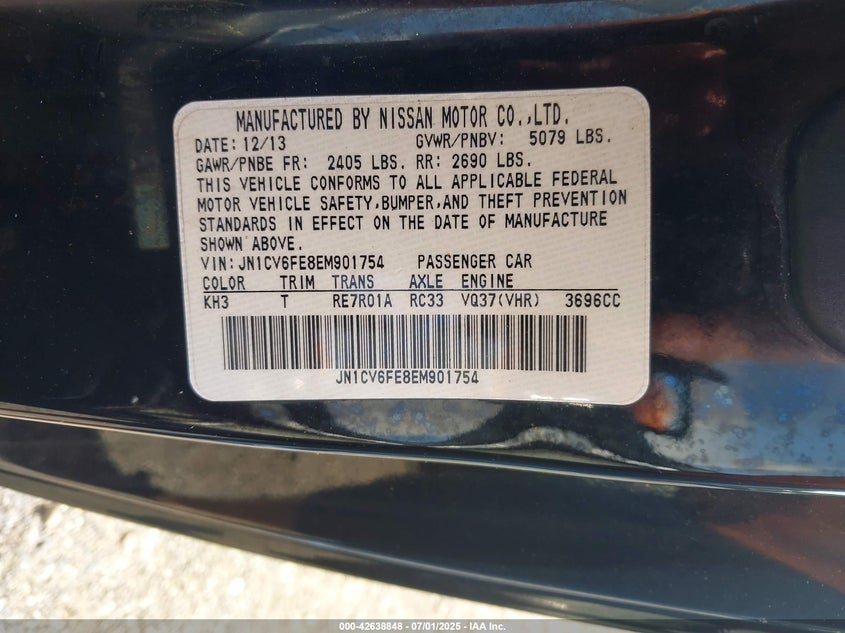 MANUFACTURED BY NISSAN MOTOR CO.,LTD.
DATE: 12/13 GVWR/PNBV: 5079 LBS.
GAWR/PNBE FR: 2405 LBS. RR: 2690 LBS.
THIS VEHICLE CONFORMS TO ALL APPLICABLE FEDERAL
MOTOR VEHICLE SAFETY,BUMPER,AND THEFT PREVENTION
STANDARDS IN EFFECT ON THE DATE OF MANUFACTURE
SHOWN ABOVE.
VIN:JN1CV6FE8EM901754 PASSENGER CAR
COLOR TRIM TRANS AXLE ENGINE
KH3 T RE7R01A RC33 VQ37(VHR) 3696CC
JN1CV6FE8EM901754
000-42638848 - 07/01/2025 - IAA Inc.